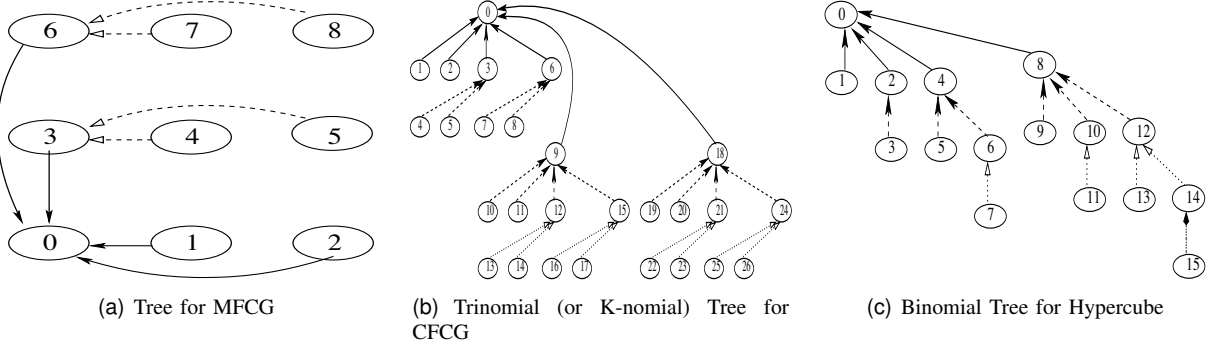 6 7 8
3 4 5
0 1 2
(a) Tree for MFCG
0
1 2 3 6
4 5 7 8
9 18
10 11 12 15 19 20 21 24
13 14 16 17 22 23 25 26
(b) Trinomial (or K-nomial) Tree for
CFCG
0
8
1 2 4
9 10 12
3 5 6
11 13 14
7
15
(c) Binomial Tree for Hypercube